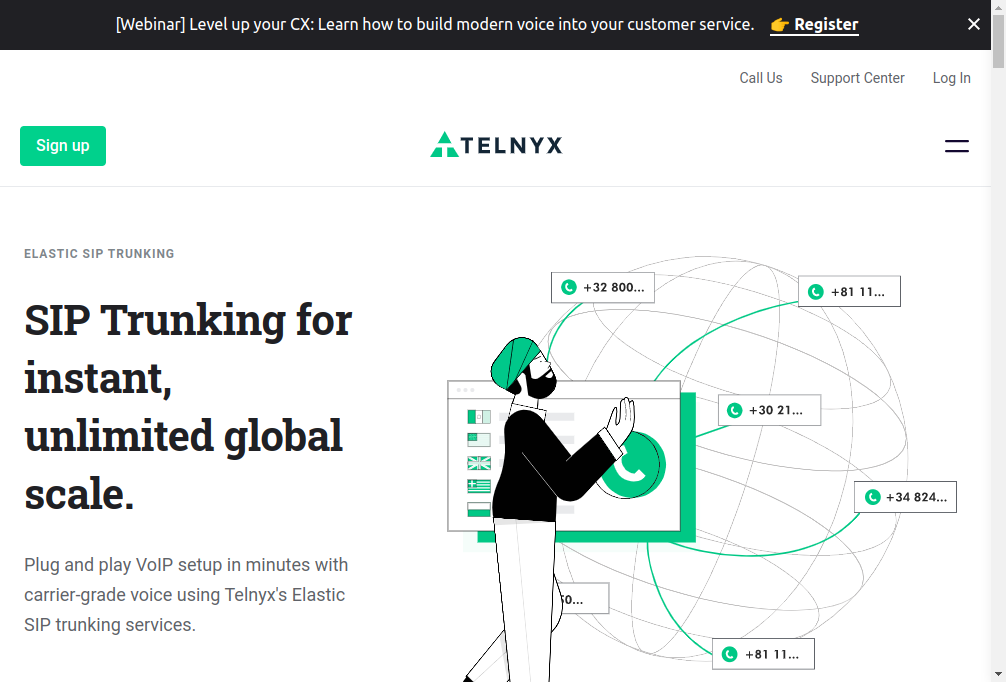 [Webinar] Level up your CX: Learn how to build modern voice into your customer service. 👉 Register ✕
Call Us Support Center Log In
Sign up
TELNYX
ELASTIC SIP TRUNKING
SIP Trunking for
instant,
unlimited global
scale.
Plug and play VoIP setup in minutes with
carrier-grade voice using Telnyx's Elastic
SIP trunking services.
+32 800...
+81 11...
+30 21...
+34 824...
50...
+81 11...